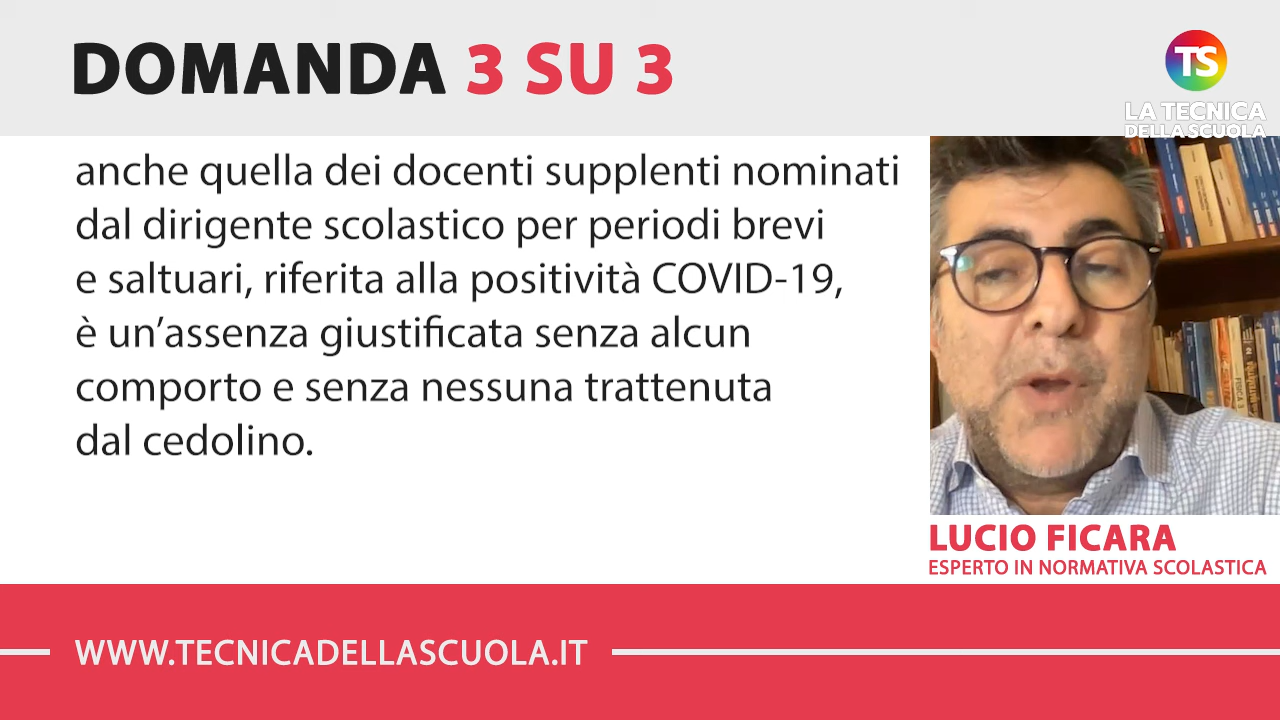 DOMANDA 3 SU 3
TS
LA TECNICA
DELLA SCUOLA
anche quella dei docenti supplenti nominati
dal dirigente scolastico per periodi brevi
e saltuari, riferita alla positività COVID-19,
è un’assenza giustificata senza alcun
comporto e senza nessuna trattenuta
dal cedolino.
LUCIO FICARA
ESPERTO IN NORMATIVA SCOLASTICA
WWW.TECNICADELLASCUOLA.IT